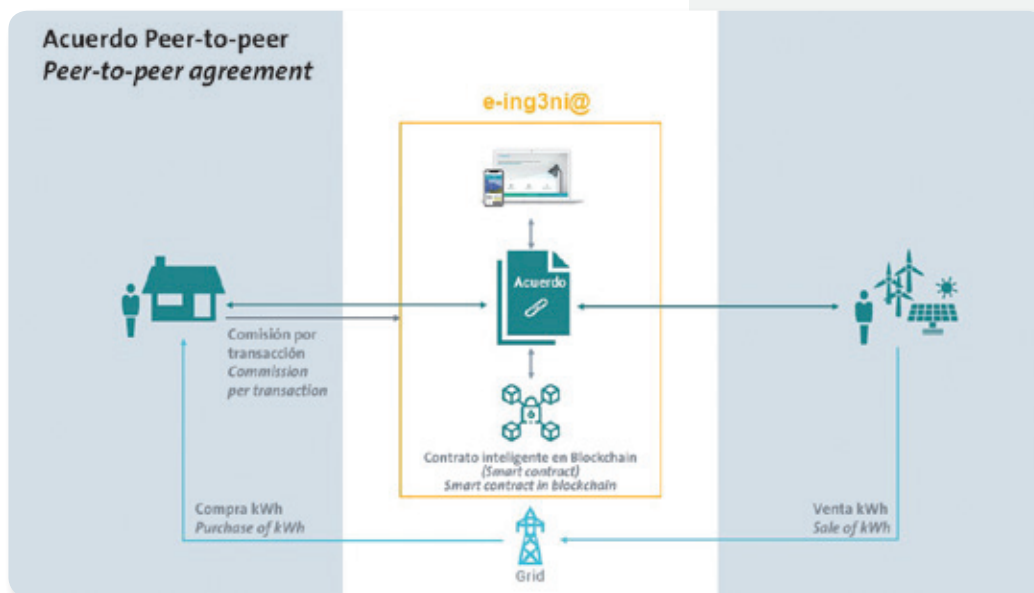 Acuerdo Peer-to-peer
Peer-to-peer agreement
e-ing3ni@
Acuerdo
Comisión por
transacción
Commission
per transaction
Contrato inteligente en Blockchain
(Smart contract)
Smart contract in blockchain
Compra kWh
Purchase of kWh
Venta kWh
Sale of kWh
Grid